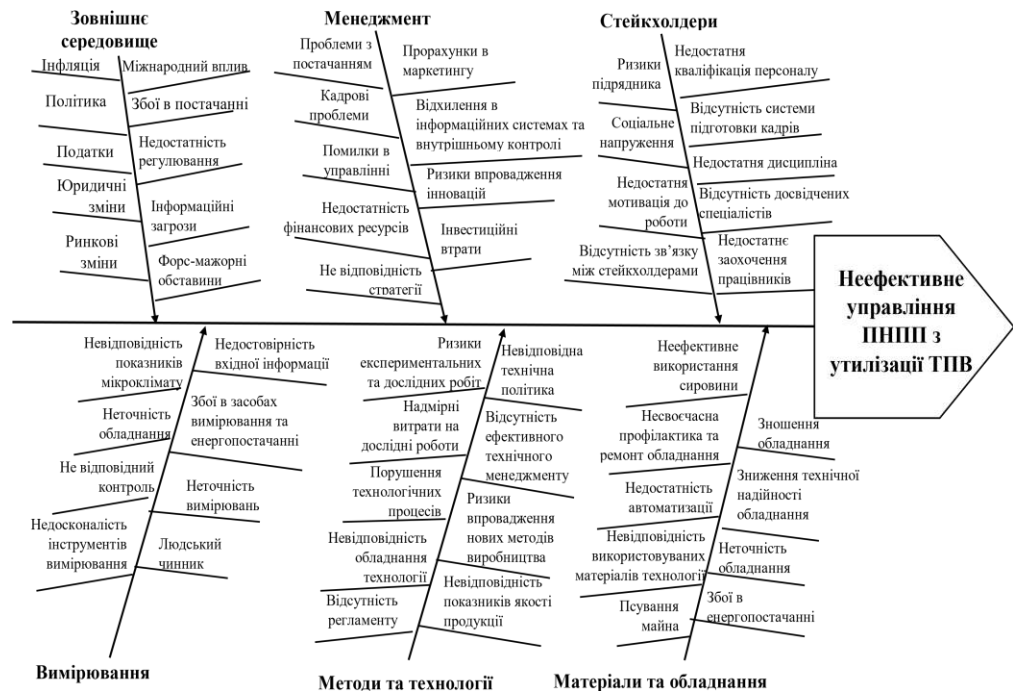 Зовнішнє
середовище
Інфляція
Міжнародний вплив
Політика
Збої в постачанні
Податки
Недостатність
регулювання
Юридичні
зміни
Інформаційні
загрози
Ринкові
зміни
Форс-мажорні
обставини
Менеджмент
Проблеми з
постачанням
Прорахунки в
маркетингу
Кадрові
проблеми
Відхилення в
інформаційних системах та
внутрішньому контролі
Помилки в
управлінні
Ризики впровадження
інновацій
Недостатність
фінансових ресурсів
Інвестиційні
втрати
Не відповідність
стратегії
Стейкхолдери
Ризики
підрядника
Недостатня
кваліфікація персоналу
Соціальне
напруження
Відсутність системи
підготовки кадрів
Недостатня дисципліна
Недостатня
мотивація до
роботи
Відсутність досвідчених
спеціалістів
Відсутність зв’язку
між стейкхолдерами
Недостатнє
заохочення
працівників
Неефективне
управління
ПНПП з
утилізації ТПВ
Невідповідність
показників
мікроклімату
Недостовірність
вхідної інформації
Неточність
обладнання
Збої в засобах
вимірювання та
енергопостачанні
Не відповідний
контроль
Неточність
вимірювань
Недосконалість
інструментів
вимірювання
Людський
чинник
Вимірювання
Ризики
експериментальних
та дослідних робіт
Невідповідна
технічна
політика
Надмірні
витрати на
дослідні роботи
Відсутність
ефективного
технічного
менеджменту
Порушення
технологічних
процесів
Ризики
впровадження
нових методів
виробництва
Невідповідність
обладнання
технології
Невідповідність
показників якості
продукції
Відсутність
регламенту
Методи та технології
Неефективне
використання
сировини
Зношення
обладнання
Несвоєчасна
профілактика та
ремонт обладнання
Зниження технічної
надійності
обладнання
Недостатність
автоматизації
Неточність
обладнання
Невідповідність
використовуваних
матеріалів технології
Збої в
енергопостачанні
Псування
майна
Матеріали та обладнання